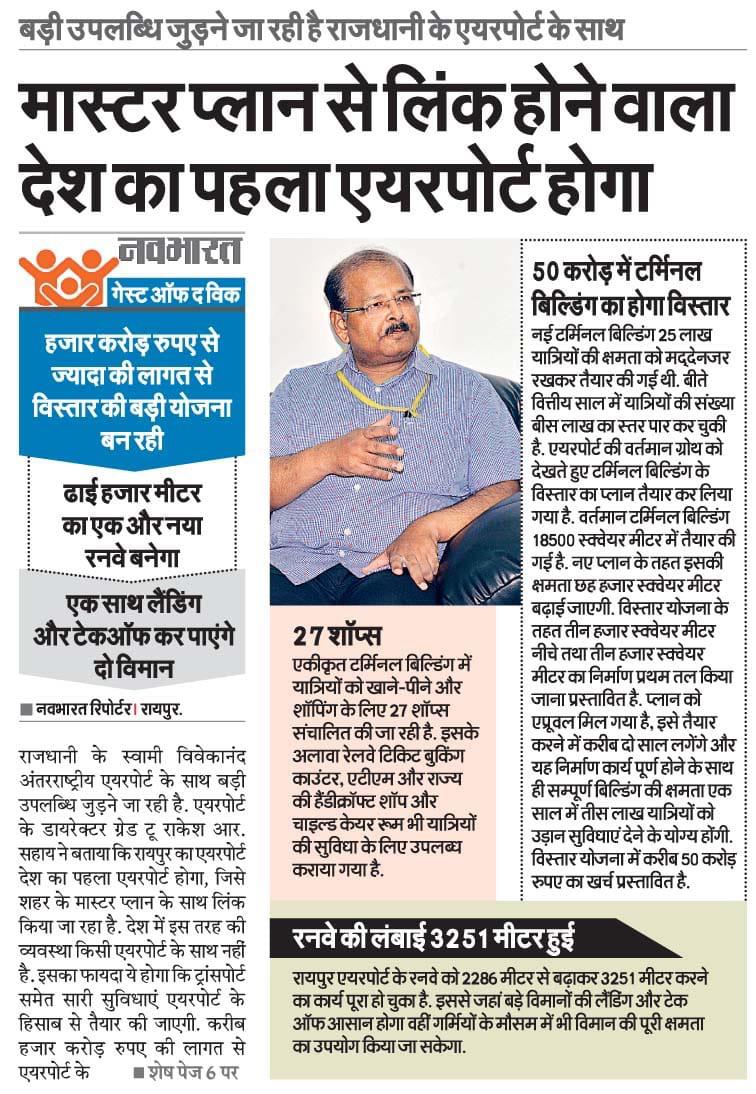 बड़ी उपलब्धि जुड़ने जा रही है राजधानी के एयरपोर्ट के साथ
मास्टर प्लान से लिंक होने वाला
देश का पहला एयरपोर्ट होगा
नवभारत
गेस्ट ऑफ द विक
हजार करोड़ रुपए से
ज्यादा की लागत से
विस्तार की बड़ी योजना
बन रही
ढाई हजार मीटर
का एक और नया
रनवे बनेगा
एक साथ लैंडिंग
और टेकऑफ कर पाएंगे
दो विमान
■ नवभारत रिपोर्टर। रायपुर.
राजधानी के स्वामी विवेकानंद
अंतरराष्ट्रीय एयरपोर्ट के साथ बड़ी
उपलब्धि जुड़ने जा रही है. एयरपोर्ट
के डायरेक्टर ग्रेड टू राकेश आर.
सहाय ने बताया कि रायपुर का एयरपोर्ट
देश का पहला एयरपोर्ट होगा, जिसे
शहर के मास्टर प्लान के साथ लिंक
किया जा रहा है. देश में इस तरह की
व्यवस्था किसी एयरपोर्ट के साथ नहीं
है. इसका फायदा ये होगा कि ट्रांसपोर्ट
समेत सारी सुविधाएं एयरपोर्ट के
हिसाब से तैयार की जाएगी. करीब
हजार करोड़ रुपए की लागत से
एयरपोर्ट के ■ शेष पेज 6 पर
27 शॉप्स
एकीकृत टर्मिनल बिल्डिंग में
यात्रियों को खाने-पीने और
शॉपिंग के लिए 27 शॉप्स
संचालित की जा रही है. इसके
अलावा रेलवे टिकिट बुकिंग
काउंटर, एटीएम और राज्य
की हैंडीक्रॉफ्ट शॉप और
चाइल्ड केयर रूम भी यात्रियों
की सुविधा के लिए उपलब्ध
कराया गया है.
50 करोड़ में टर्मिनल
बिल्डिंग का होगा विस्तार
नई टर्मिनल बिल्डिंग 25 लाख
यात्रियों की क्षमता को मद्देनजर
रखकर तैयार की गई थी. बीते
वित्तीय साल में यात्रियों की संख्या
बीस लाख का स्तर पार कर चुकी
है. एयरपोर्ट की वर्तमान ग्रोथ को
देखते हुए टर्मिनल बिल्डिंग के
विस्तार का प्लान तैयार कर लिया
गया है. वर्तमान टर्मिनल बिल्डिंग
18500 स्क्वेयर मीटर में तैयार की
गई है. नए प्लान के तहत इसकी
क्षमता छह हजार स्क्वेयर मीटर
बढ़ाई जाएगी. विस्तार योजना के
तहत तीन हजार स्क्वेयर मीटर
नीचे तथा तीन हजार स्क्वेयर
मीटर का निर्माण प्रथम तल किया
जाना प्रस्तावित है. प्लान को
एप्रूवल मिल गया है, इसे तैयार
करने में करीब दो साल लगेंगे और
यह निर्माण कार्य पूर्ण होने के साथ
ही सम्पूर्ण बिल्डिंग की क्षमता एक
साल में तीस लाख यात्रियों को
उड़ान सुविधाएं देने के योग्य होंगी.
विस्तार योजना में करीब 50 करोड़
रुपए का खर्च प्रस्तावित है.
रनवे की लंबाई 3251 मीटर हुई
रायपुर एयरपोर्ट के रनवे को 2286 मीटर से बढ़ाकर 3251 मीटर करने
का कार्य पूरा हो चुका है. इससे जहां बड़े विमानों की लैंडिंग और टेक
ऑफ आसान होगा वहीं गर्मियों के मौसम में भी विमान की पूरी क्षमता
का उपयोग किया जा सकेगा.